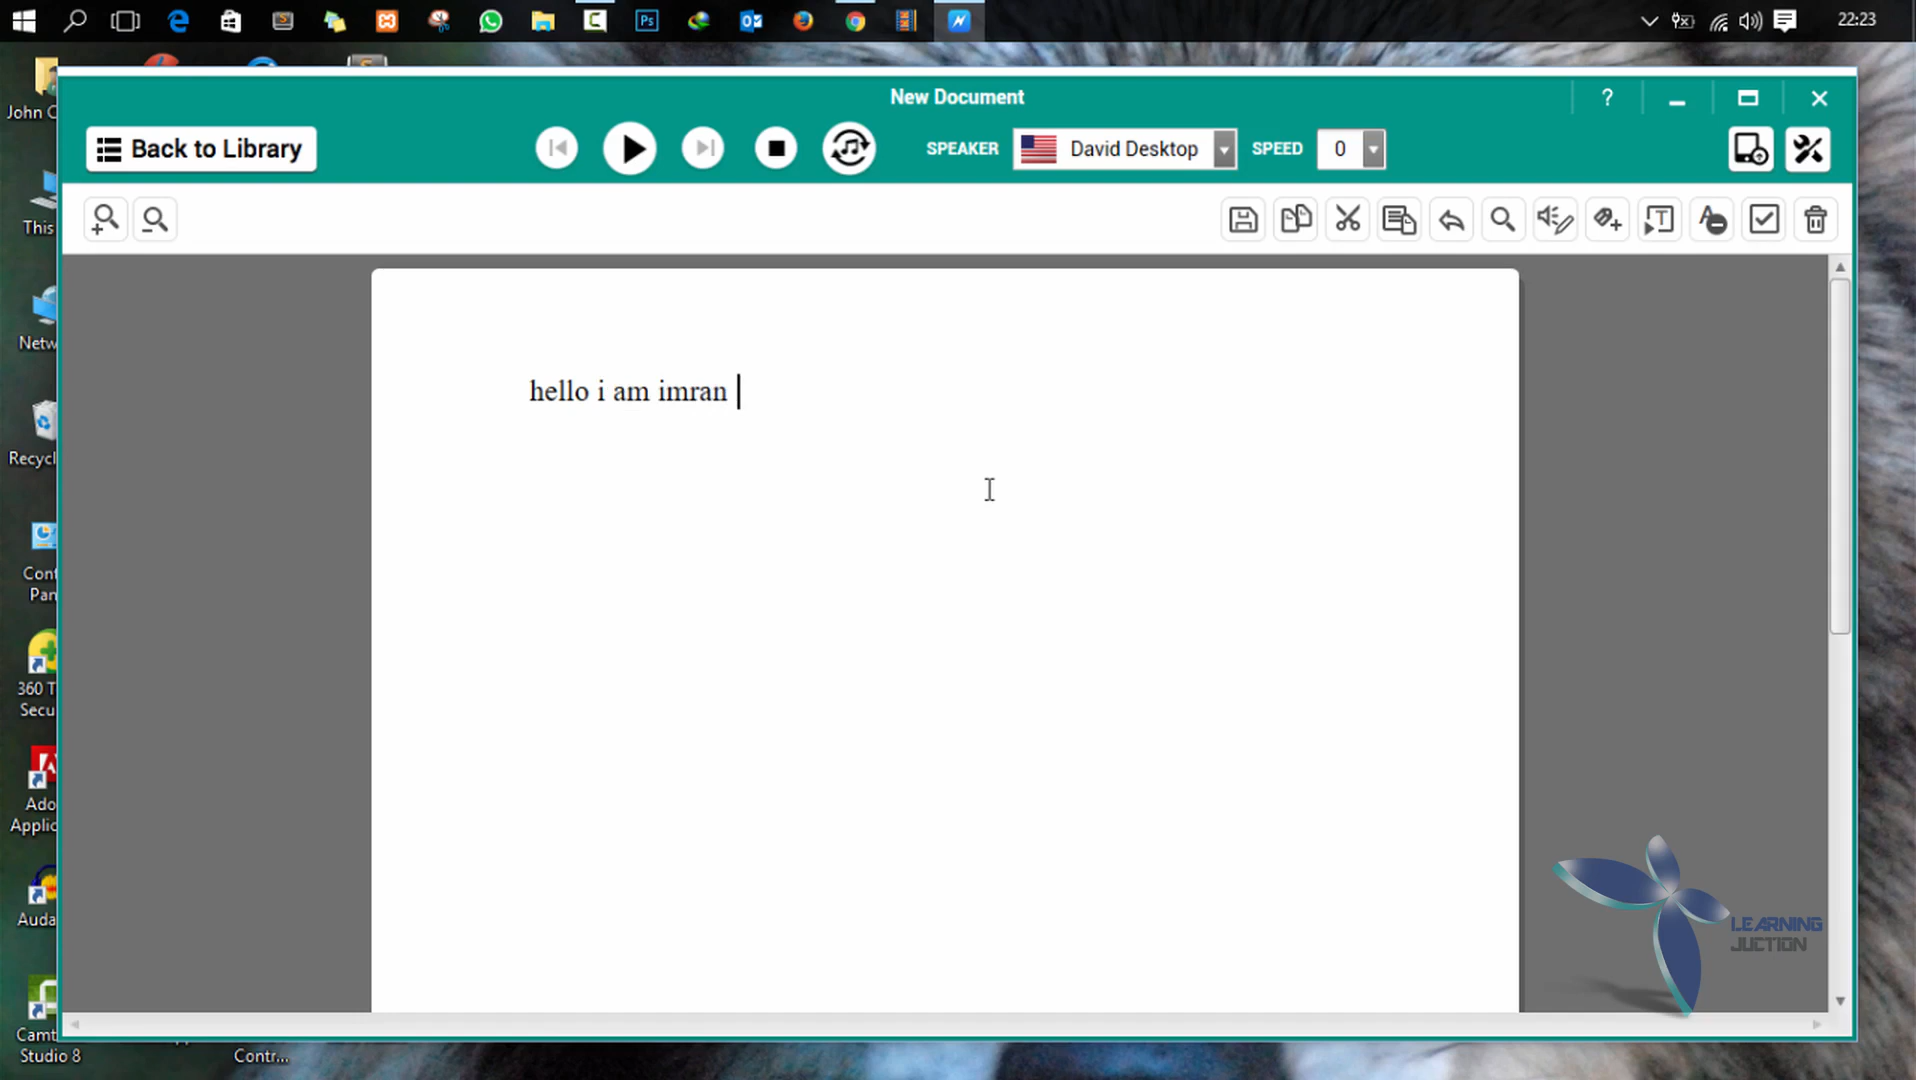 22:23
John C
New Document
?
Back to Library
SPEAKER
David Desktop
SPEED
0
This
hello i am imran
Netw
Recycl
Cont
Pan
360 T
Secu
Ado
Applic
Auda
LEARNING
JUCTION
Camt
Studio 8
Contr...